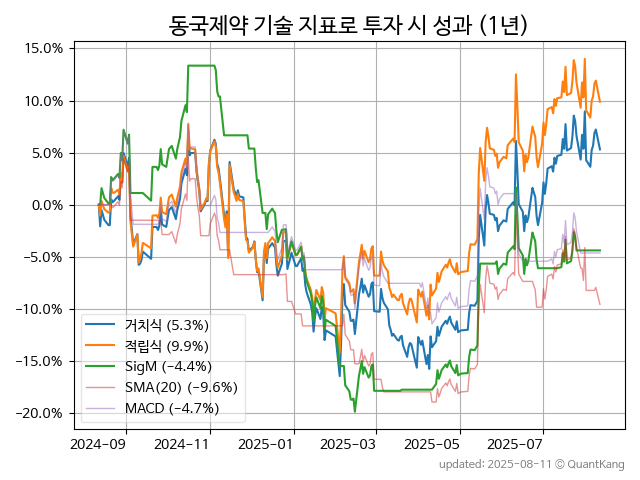 동국제약 기술 지표로 투자 시 성과 (1년)
15.0%
10.0%
5.0%
0.0%
−5.0%
−10.0%
−15.0%
−20.0%
거치식 (5.3%)
적립식 (9.9%)
SigM (−4.4%)
SMA(20) (−9.6%)
MACD (−4.7%)
2024-09 2024-11 2025-01 2025-03 2025-05 2025-07
updated: 2025-08-11 © QuantKang